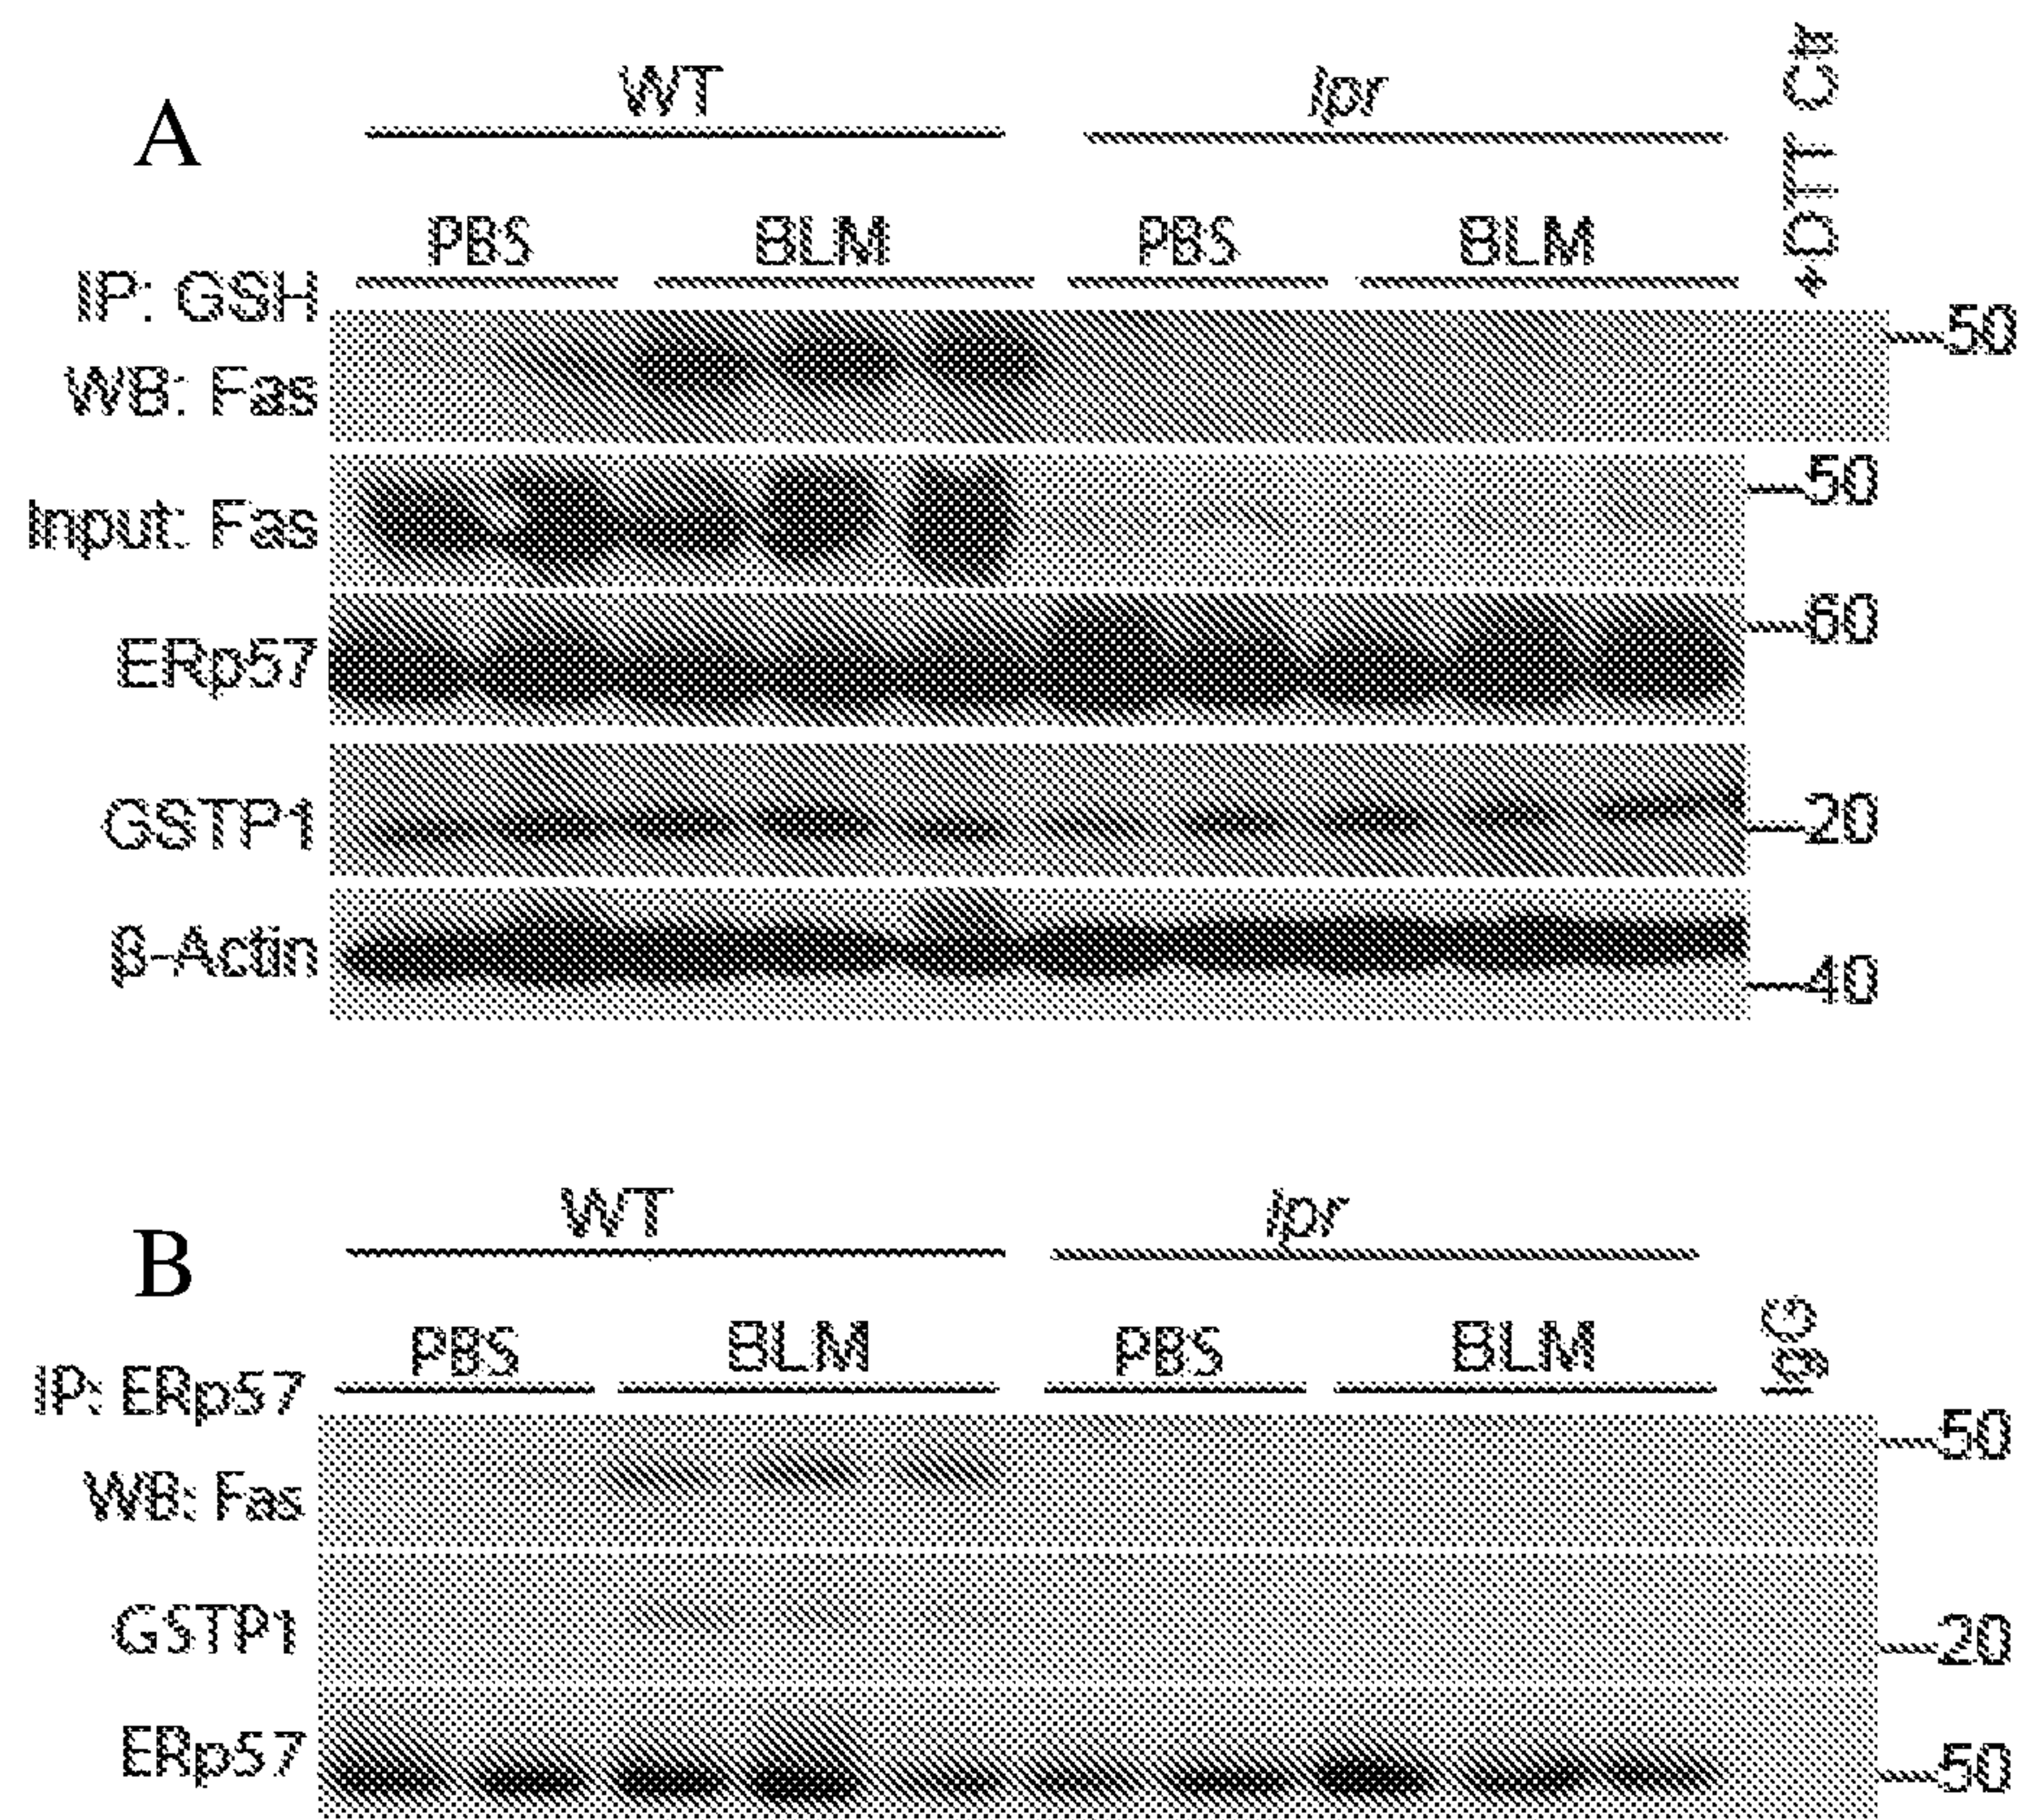 A
WT
lpr
+DTT Ctr
PBS
BLM
PBS
BLM
IP: GSH
WB: Fas
50
Input: Fas
50
ERp57
60
GSTP1
20
β-Actin
40
B
WT
lpr
IgG
PBS
BLM
PBS
BLM
IP: ERp57
WB: Fas
50
GSTP1
20
ERp57
50